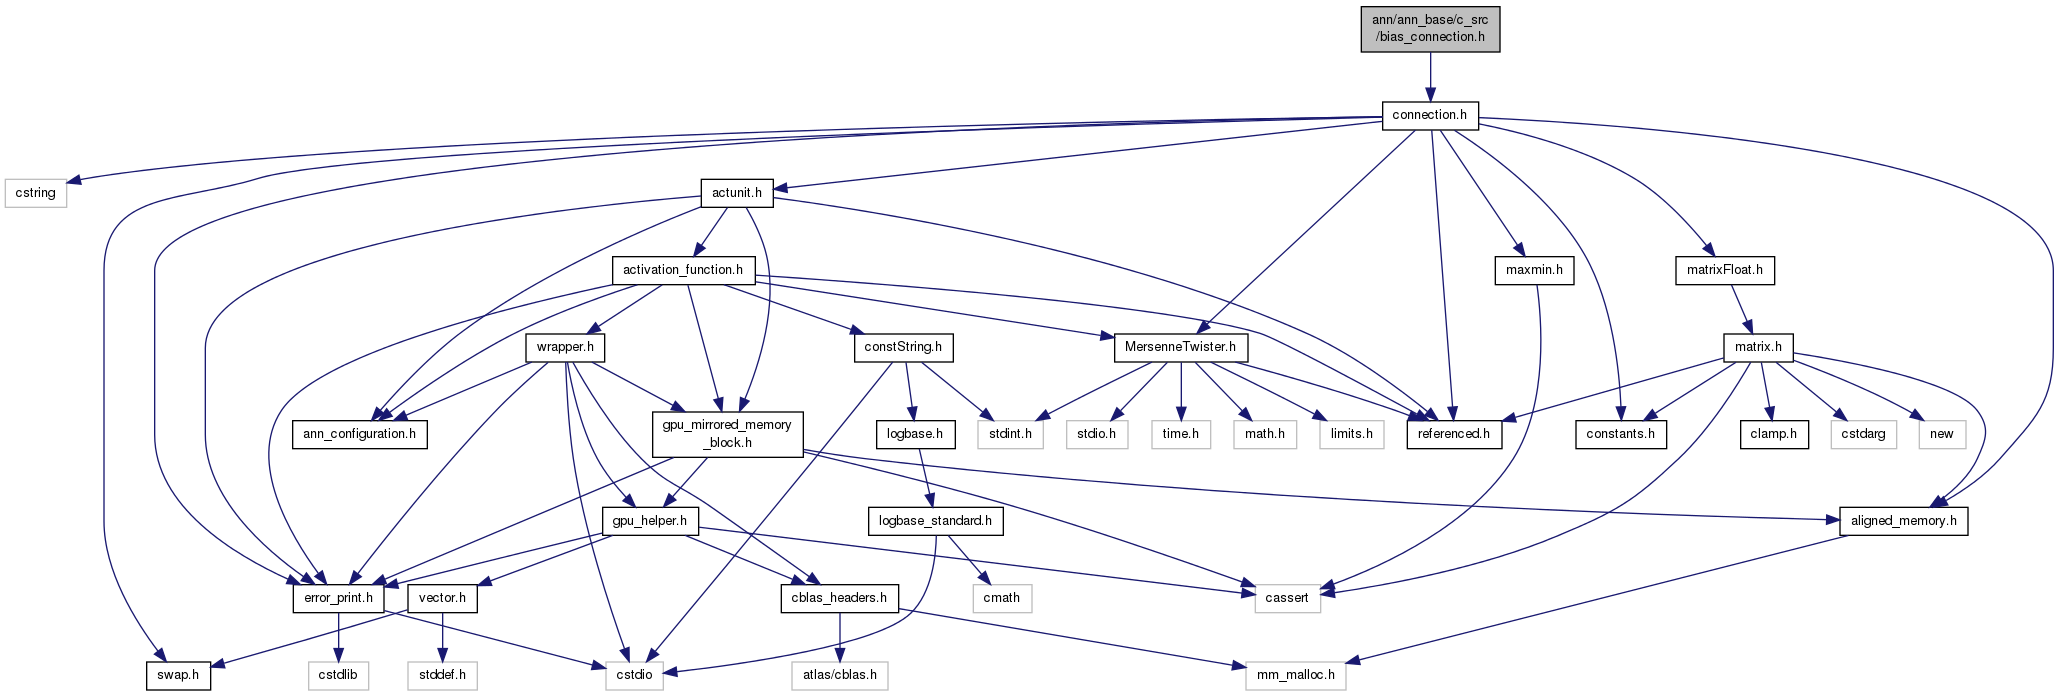 ann/ann_base/c_src
/bias_connection.h
connection.h
cstring
actunit.h
activation_function.h
maxmin.h
matrixFloat.h
wrapper.h
constString.h
MersenneTwister.h
matrix.h
ann_configuration.h
gpu_mirrored_memory
_block.h
logbase.h
stdint.h
stdio.h
time.h
math.h
limits.h
referenced.h
constants.h
clamp.h
cstdarg
new
gpu_helper.h
logbase_standard.h
aligned_memory.h
error_print.h
vector.h
cblas_headers.h
cmath
cassert
swap.h
cstdlib
stddef.h
cstdio
atlas/cblas.h
mm_malloc.h